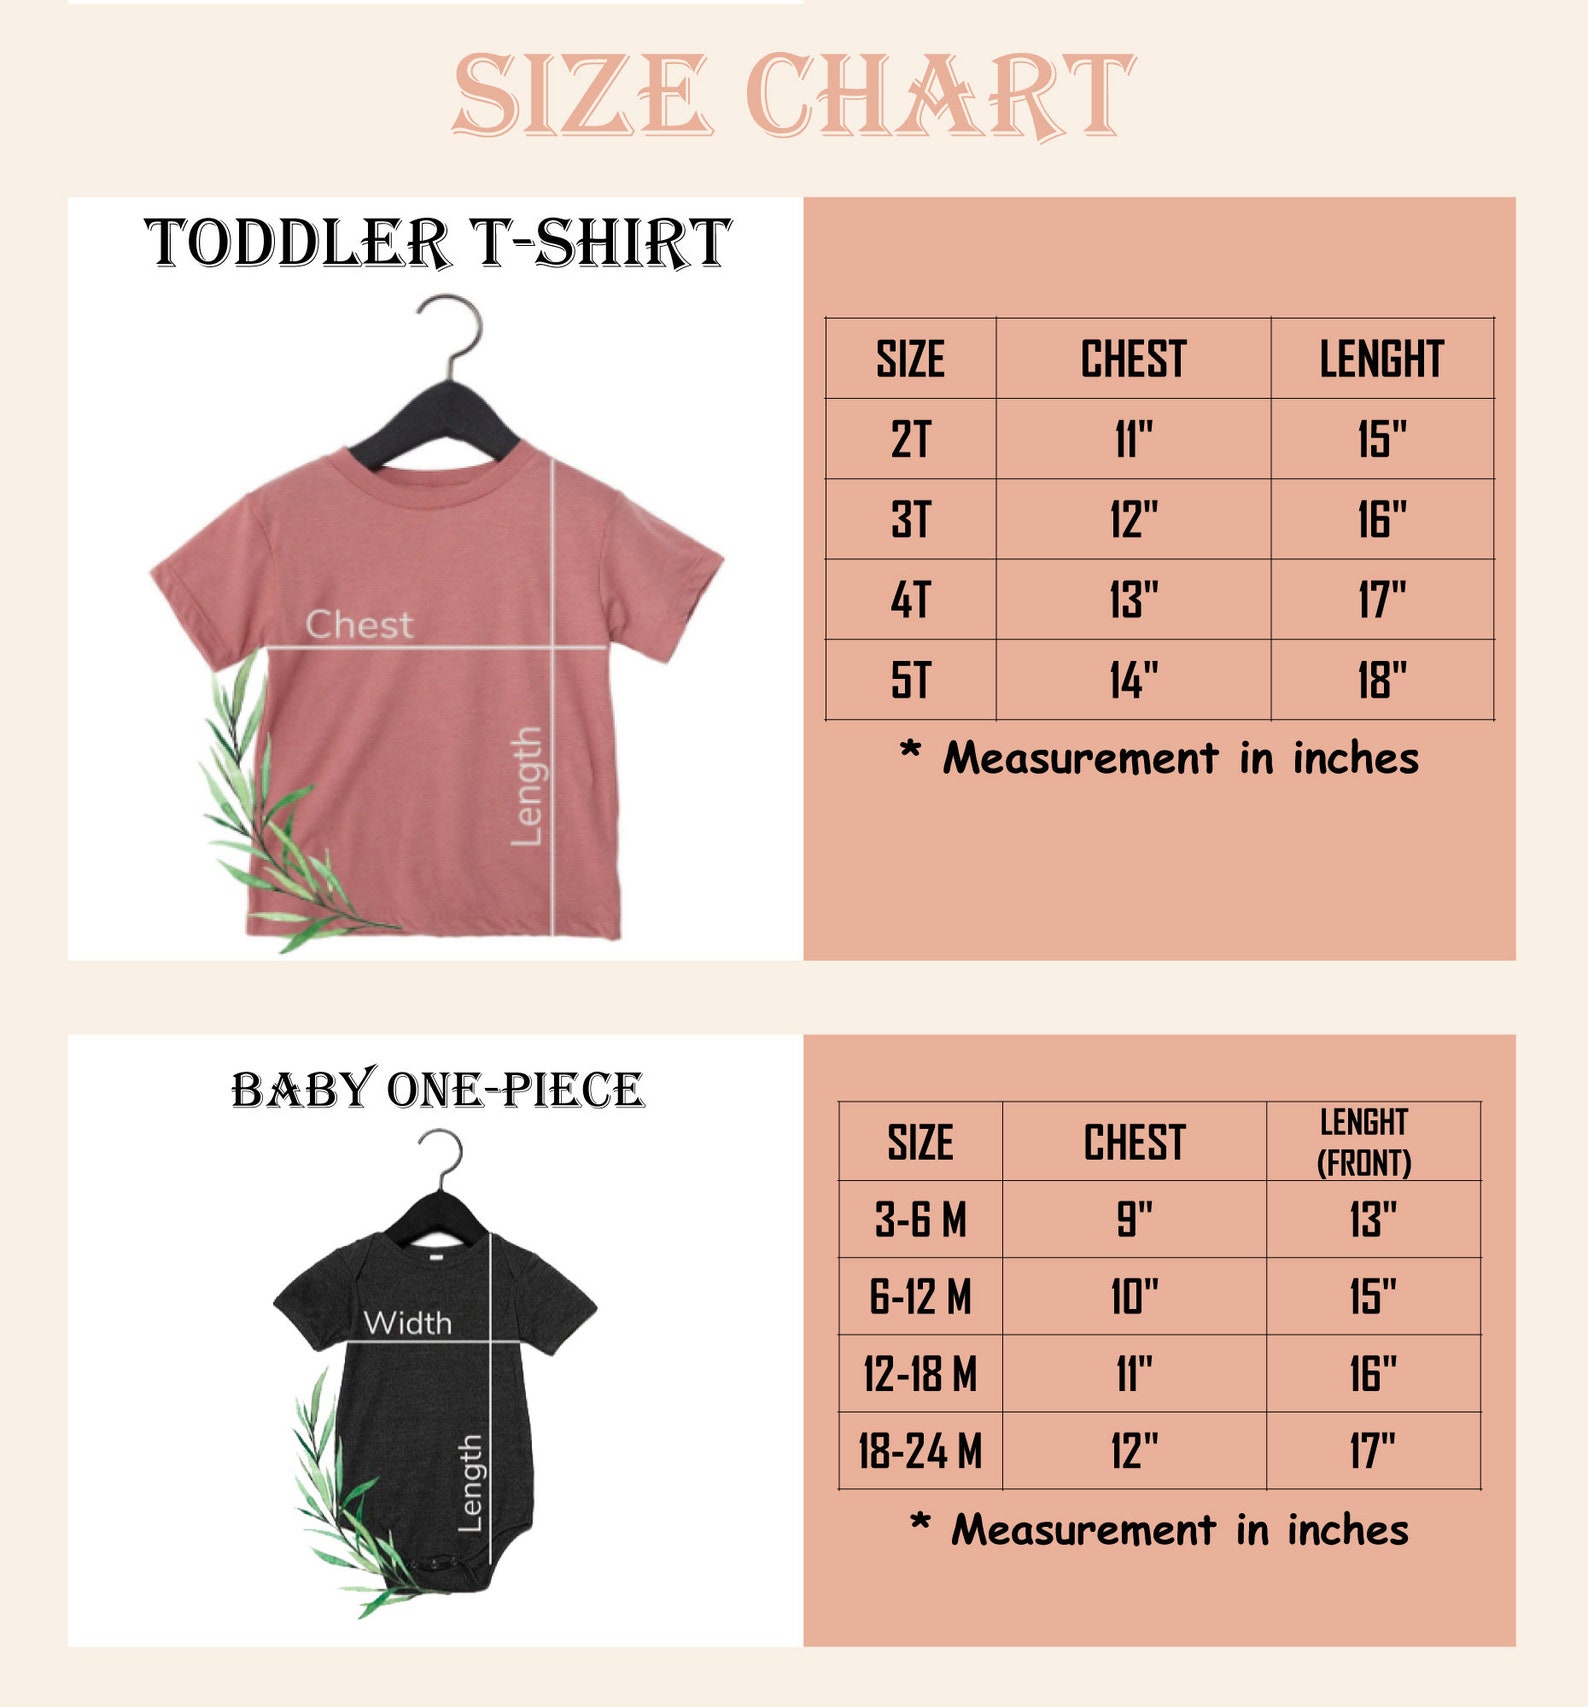 SIZE CHART
TODDLER T-SHIRT
Chest
Length
SIZE CHEST LENGHT
2T 11" 15"
3T 12" 16"
4T 13" 17"
5T 14" 18"
* Measurement in inches
BABY ONE-PIECE
Width
Length
SIZE CHEST LENGHT
(FRONT)
3-6 M 9" 13"
6-12 M 10" 15"
12-18 M 11" 16"
18-24 M 12" 17"
* Measurement in inches